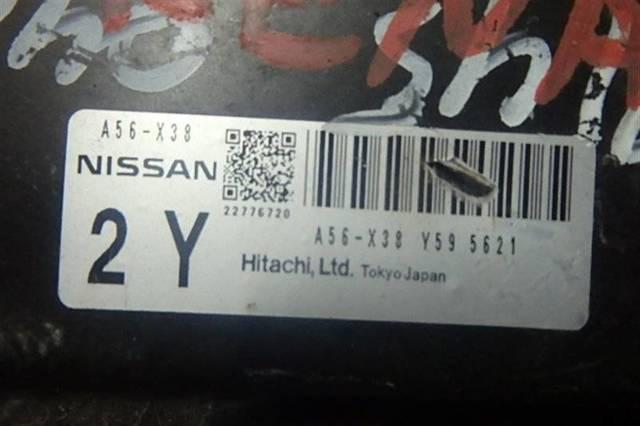 A56-X38
NISSAN
22776720
2 Y
A56-X38 Y59 5621
Hitachi, Ltd. Tokyo Japan